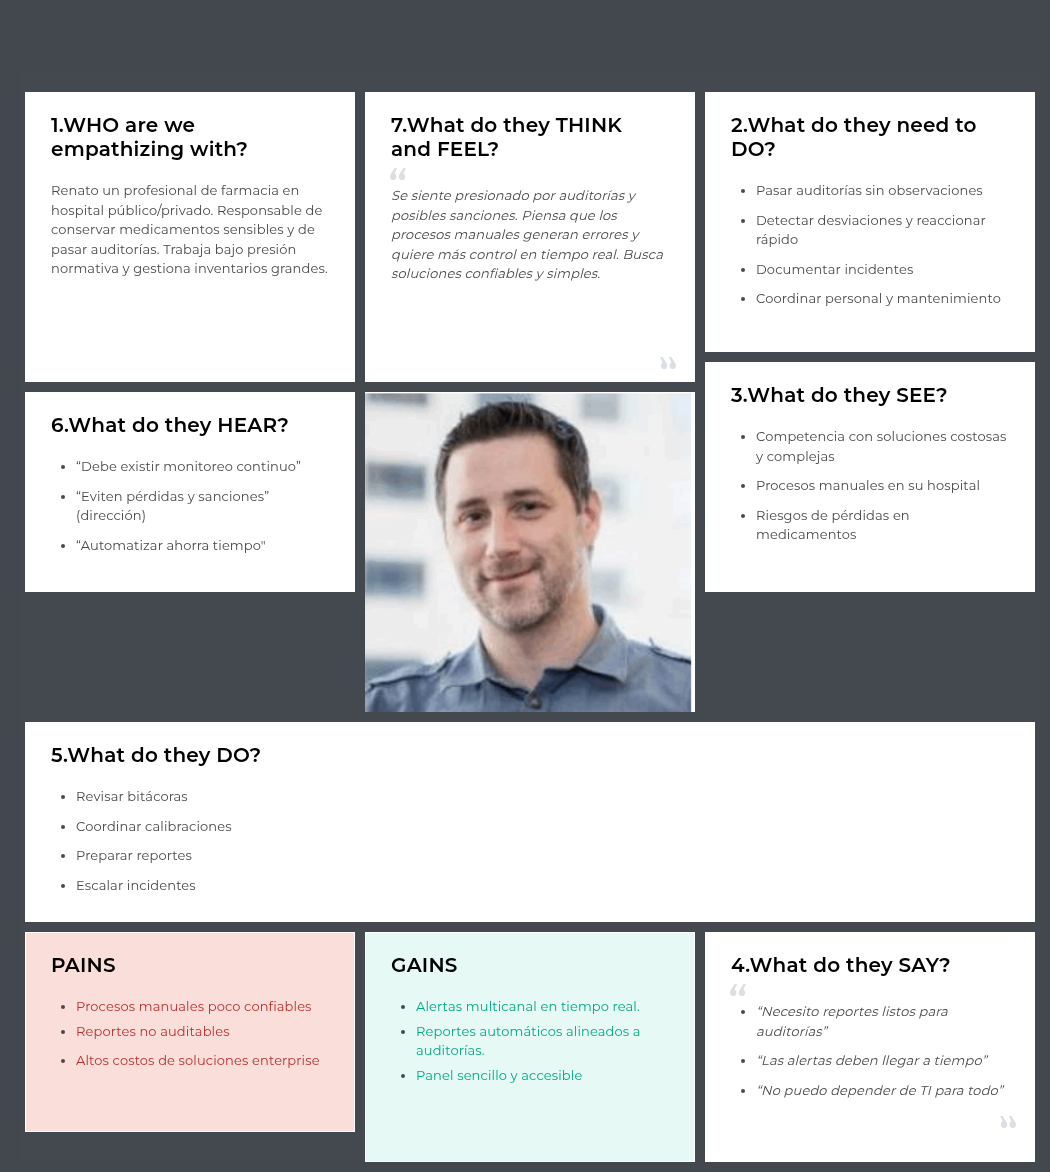 1.WHO are we
empathizing with?
Renato un profesional de farmacia en
hospital público/privado. Responsable de
conservar medicamentos sensibles y de
pasar auditorías. Trabaja bajo presión
normativa y gestiona inventarios grandes.
7.What do they THINK
and FEEL?
“
Se siente presionado por auditorías y
posibles sanciones. Piensa que los
procesos manuales generan errores y
quiere más control en tiempo real. Busca
soluciones confiables y simples.
”
2.What do they need to
DO?
• Pasar auditorías sin observaciones
• Detectar desviaciones y reaccionar
rápido
• Documentar incidentes
• Coordinar personal y mantenimiento
6.What do they HEAR?
• “Debe existir monitoreo continuo”
• “Eviten pérdidas y sanciones”
(dirección)
• “Automatizar ahorra tiempo"
3.What do they SEE?
• Competencia con soluciones costosas
y complejas
• Procesos manuales en su hospital
• Riesgos de pérdidas en
medicamentos
5.What do they DO?
• Revisar bitácoras
• Coordinar calibraciones
• Preparar reportes
• Escalar incidentes
PAINS
• Procesos manuales poco confiables
• Reportes no auditables
• Altos costos de soluciones enterprise
GAINS
• Alertas multicanal en tiempo real.
• Reportes automáticos alineados a
auditorías.
• Panel sencillo y accesible
4.What do they SAY?
“
• “Necesito reportes listos para
auditorías”
• “Las alertas deben llegar a tiempo”
• “No puedo depender de TI para todo”
”